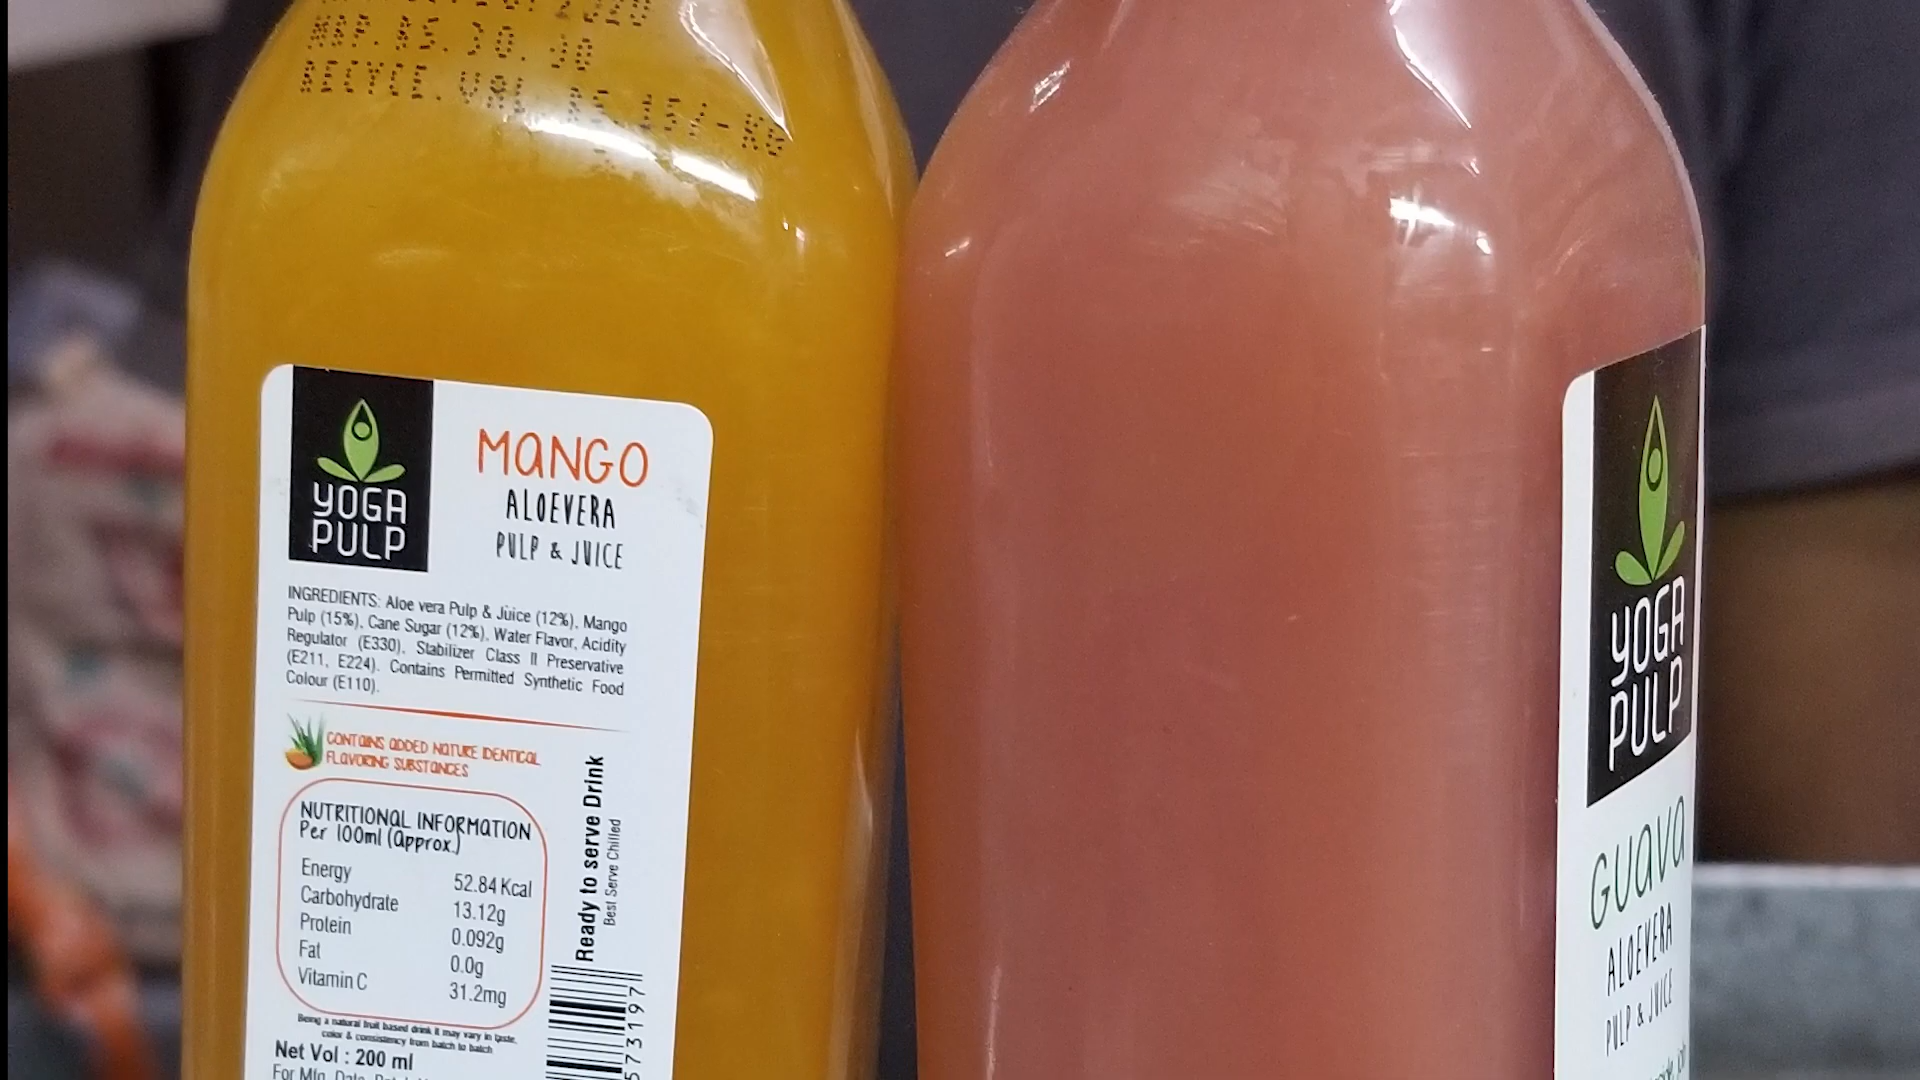 MRP. RS. 30. 00
RECYCE. VAL RS. 15/- KG
YOGA
PULP
MANGO
ALOEVERA
PULP & JUICE
INGREDIENTS: Aloe vera Pulp & Juice (12%), Mango
Pulp (15%), Cane Sugar (12%), Water Flavor, Acidity
Regulator (E330), Stabilizer Class II Preservative
(E211, E224). Contains Permitted Synthetic Food
Colour (E110).
CONTAINS ADDED NATURE IDENTICAL
FLAVORING SUBSTANCES
NUTRITIONAL INFORMATION
Per 100ml (Approx.)
Energy 52.84 Kcal
Carbohydrate 13.12g
Protein 0.092g
Fat 0.0g
Vitamin C 31.2mg
Being a natural fruit based drink it may vary in taste,
color & consistency from batch to batch
Net Vol : 200 ml
For Mfg. Date,
Ready to serve Drink
Best Serve Chilled
573197
YOGA
PULP
GUAVA
ALOEVERA
PULP & JUICE